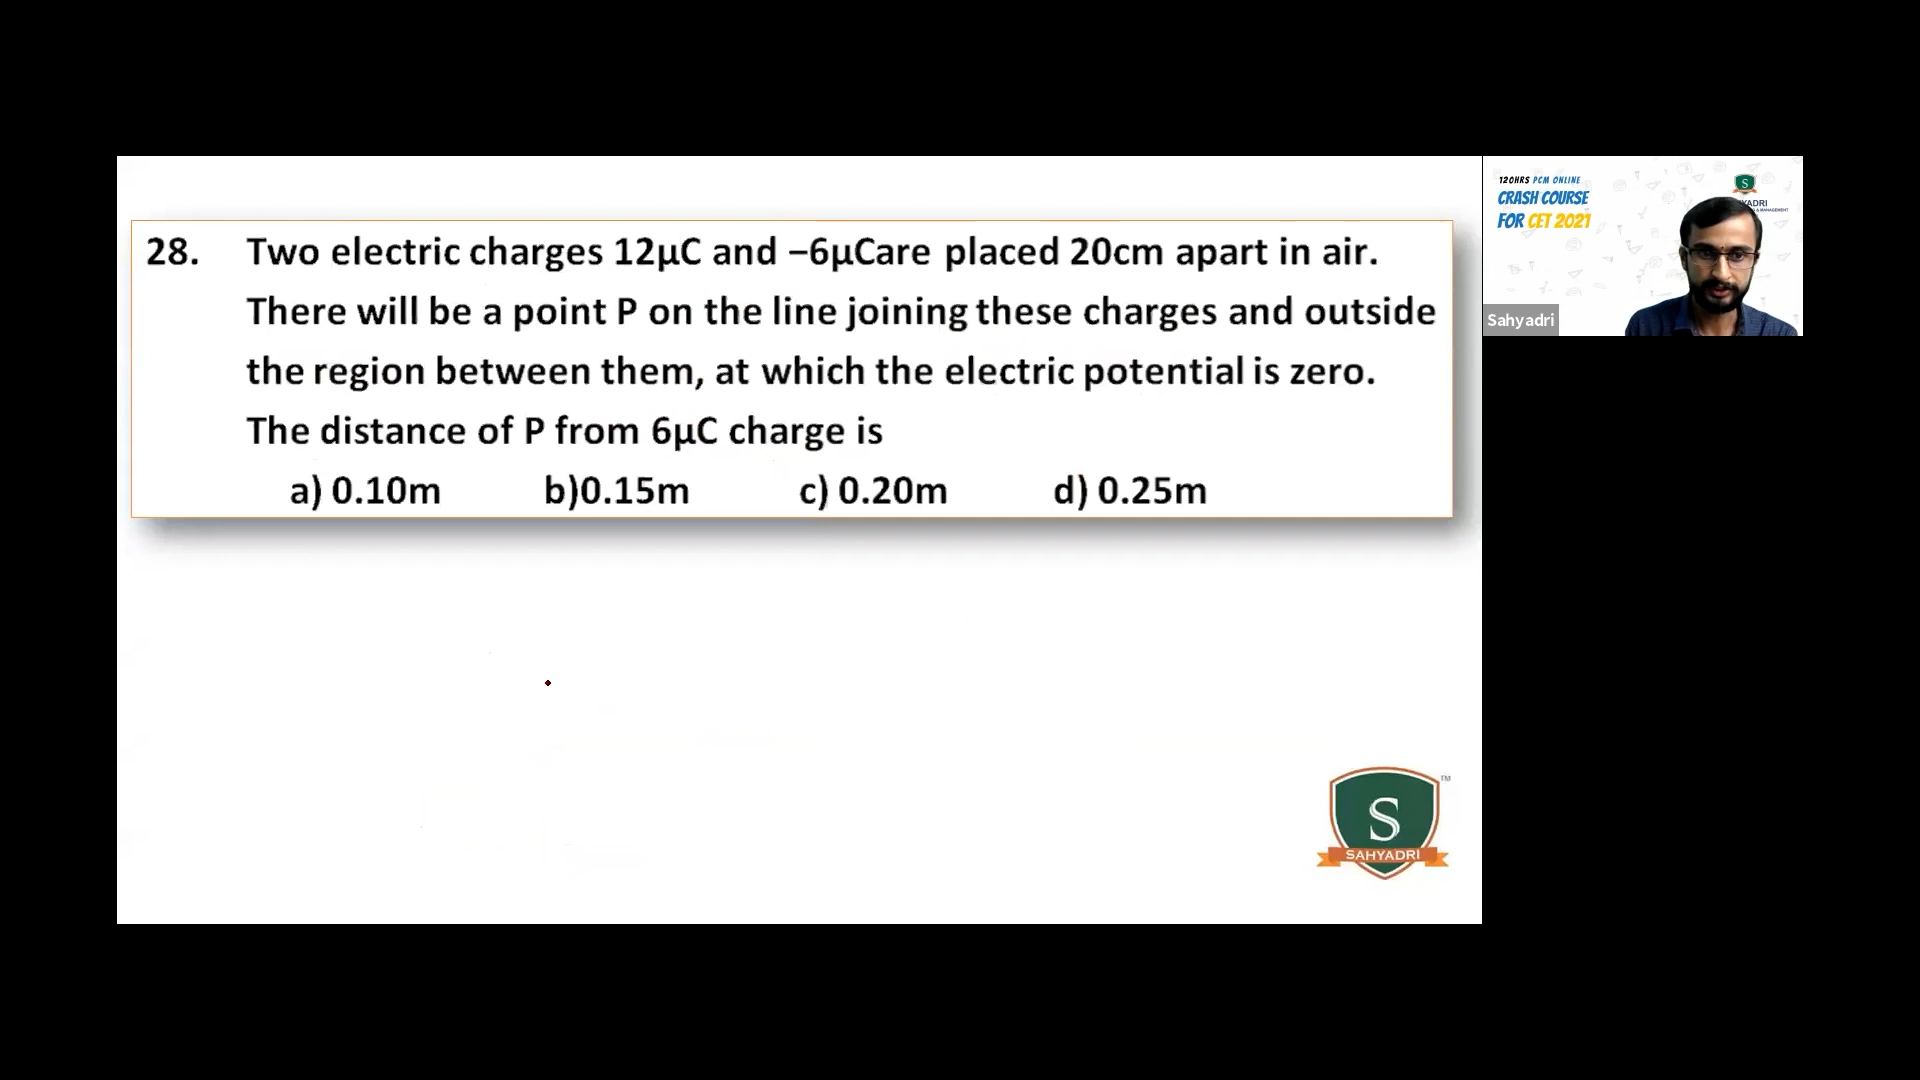 28. Two electric charges 12µC and −6µCare placed 20cm apart in air.
There will be a point P on the line joining these charges and outside
the region between them, at which the electric potential is zero.
The distance of P from 6µC charge is
a) 0.10m b)0.15m c) 0.20m d) 0.25m
120HRS PCM ONLINE
CRASH COURSE
FOR CET 2021
S
YADRI
& MANAGEMENT
Sahyadri
S
SAHYADRI
TM